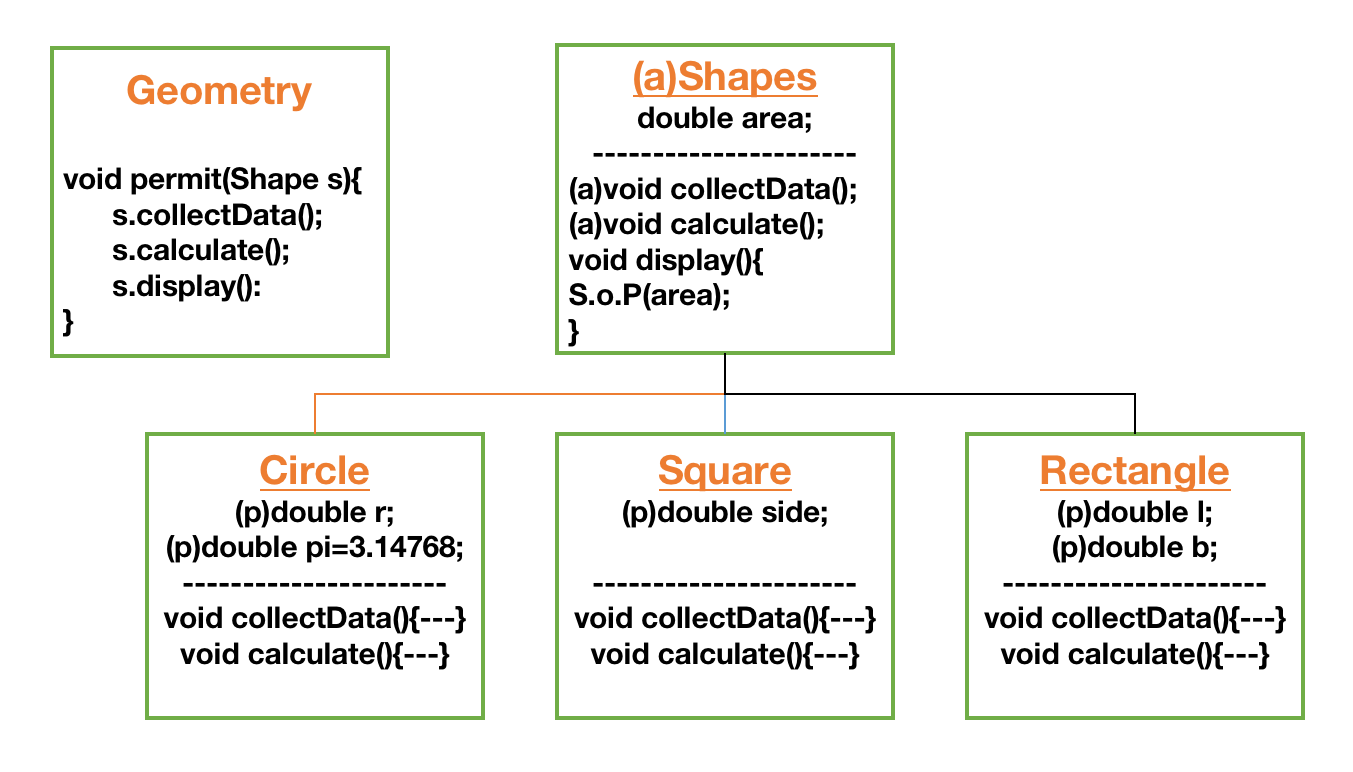 Geometry
void permit(Shape s){
s.collectData();
s.calculate();
s.display():
}
(a)Shapes
double area;
----------------------
(a)void collectData();
(a)void calculate();
void display(){
S.o.P(area);
}
Circle
(p)double r;
(p)double pi=3.14768;
----------------------
void collectData(){---}
void calculate(){---}
Square
(p)double side;
----------------------
void collectData(){---}
void calculate(){---}
Rectangle
(p)double l;
(p)double b;
----------------------
void collectData(){---}
void calculate(){---}